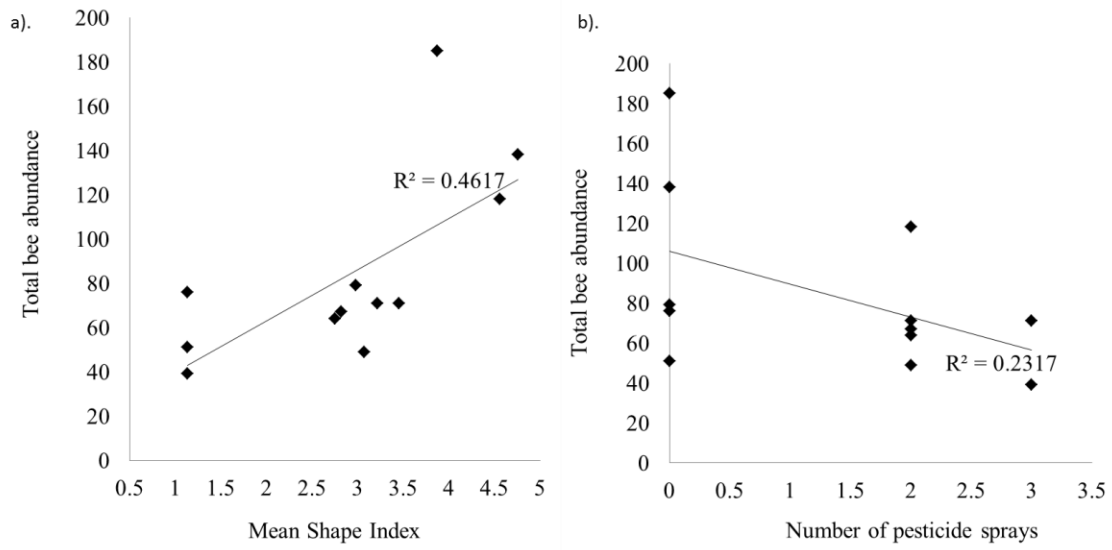 a).
200
180
160
140
120
100
80
60
40
20
0
Total bee abundance
R² = 0.4617
0.5 1 1.5 2 2.5 3 3.5 4 4.5 5
Mean Shape Index
b).
200
180
160
140
120
100
80
60
40
20
0
Total bee abundance
R² = 0.2317
0 0.5 1 1.5 2 2.5 3 3.5
Number of pesticide sprays